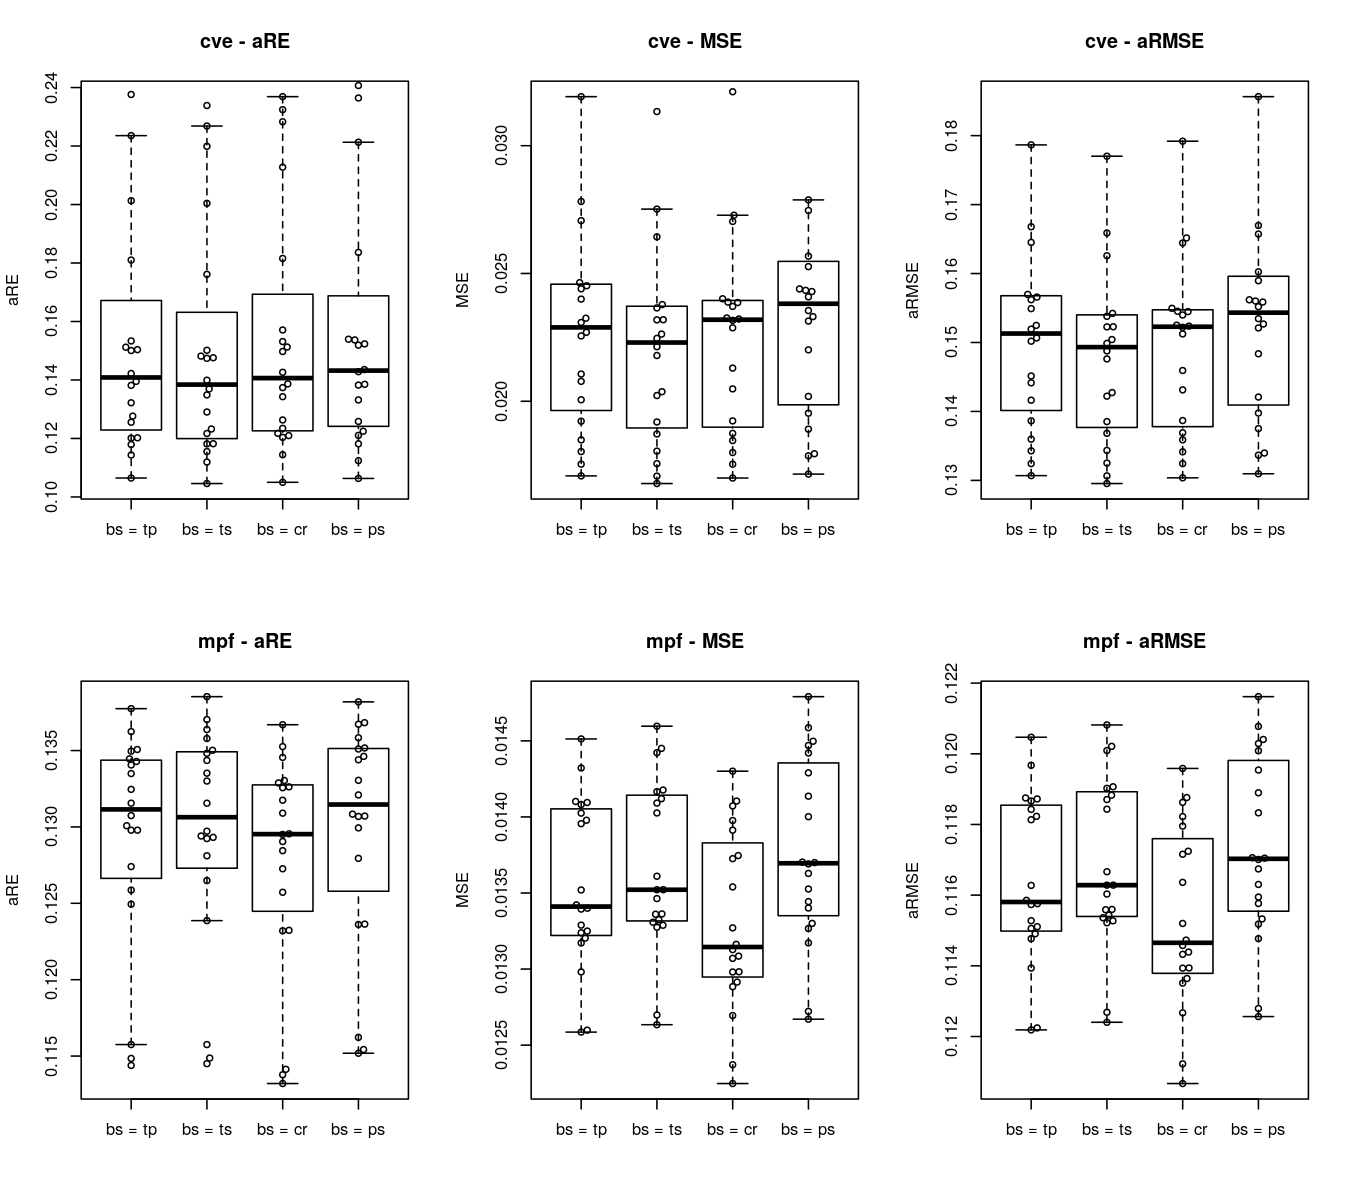 cve - aRE
aRE
0.24
0.22
0.20
0.18
0.16
0.14
0.12
0.10
bs = tp bs = ts bs = cr bs = ps
cve - MSE
MSE
0.030
0.025
0.020
bs = tp bs = ts bs = cr bs = ps
cve - aRMSE
aRMSE
0.18
0.17
0.16
0.15
0.14
0.13
bs = tp bs = ts bs = cr bs = ps
mpf - aRE
aRE
0.135
0.130
0.125
0.120
0.115
bs = tp bs = ts bs = cr bs = ps
mpf - MSE
MSE
0.0145
0.0140
0.0135
0.0130
0.0125
bs = tp bs = ts bs = cr bs = ps
mpf - aRMSE
aRMSE
0.122
0.120
0.118
0.116
0.114
0.112
bs = tp bs = ts bs = cr bs = ps